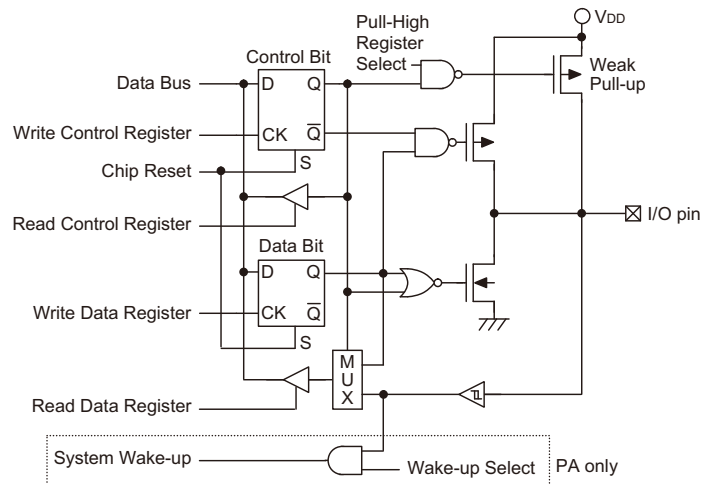 VDD
Pull-High
Register
Select
Control Bit
Weak
Pull-up
Data Bus
D
Q
Write Control Register
CK
Q
S
Chip Reset
I/O pin
Read Control Register
Data Bit
D
Q
Write Data Register
CK
Q
S
M
U
X
Read Data Register
System Wake-up
Wake-up Select
PA only